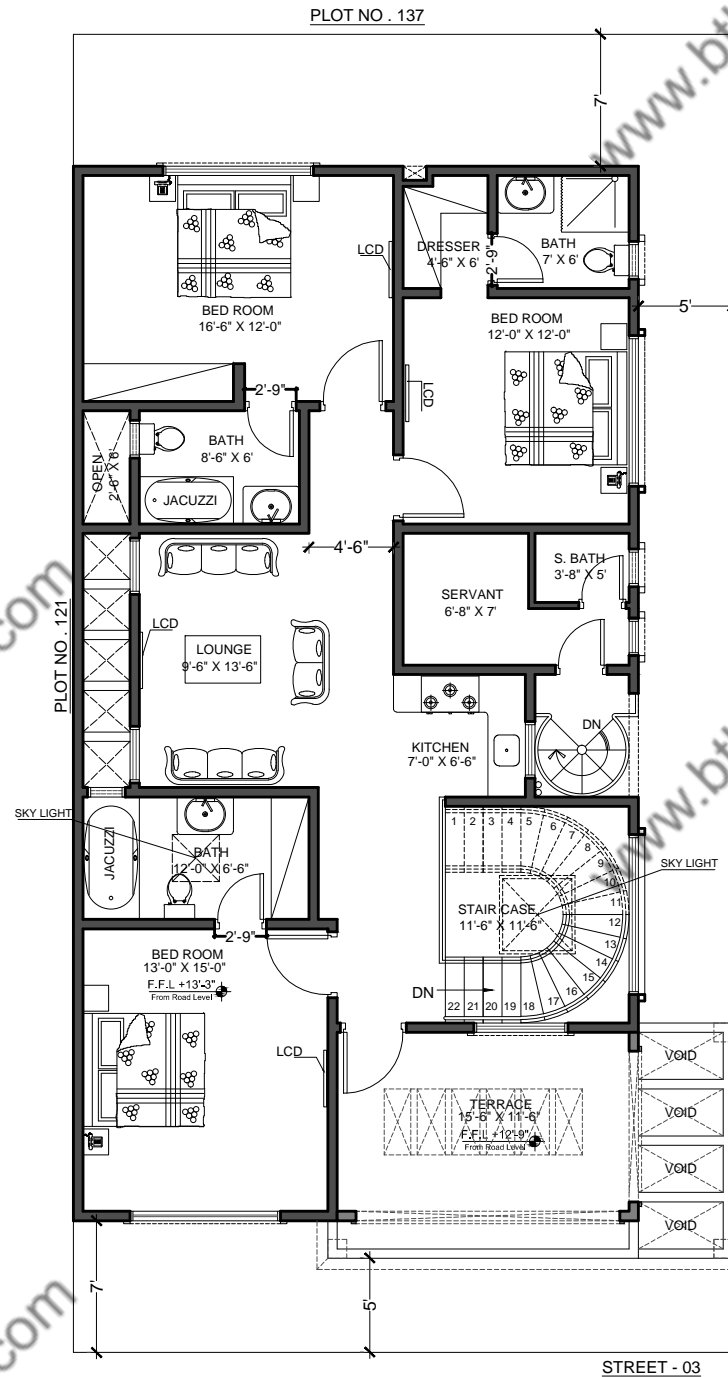 PLOT NO . 137
7'
www.bt
LCD
DRESSER
4'-6" X 6'
2'-9"
BATH
7' X 6'
5'
BED ROOM
16'-6" X 12'-0"
BED ROOM
12'-0" X 12'-0"
LCD
2'-9"
OPEN
2'-6" X 6'
BATH
8'-6" X 6'
JACUZZI
4'-6"
S. BATH
3'-8" X 5'
SERVANT
6'-8" X 7'
com
PLOT NO . 121
LCD
LOUNGE
9'-6" X 13'-6"
DN
KITCHEN
7'-0" X 6'-6"
www.bt
SKY LIGHT
JACUZZI
BATH
12'-0" X 6'-6"
1 2 3 4 5 6 7 8 9 10 11 12 13 14 15 16 17 18 19 20 21 22
SKY LIGHT
STAIR CASE
11'-6" X 11'-6"
DN
2'-9"
BED ROOM
13'-0" X 15'-0"
F.F.L +13'-3"
From Road Level
LCD
TERRACE
15'-6" X 11'-6"
F.F.L +12'-9"
From Road Level
VOID
VOID
VOID
VOID
com
7'
5'
STREET - 03